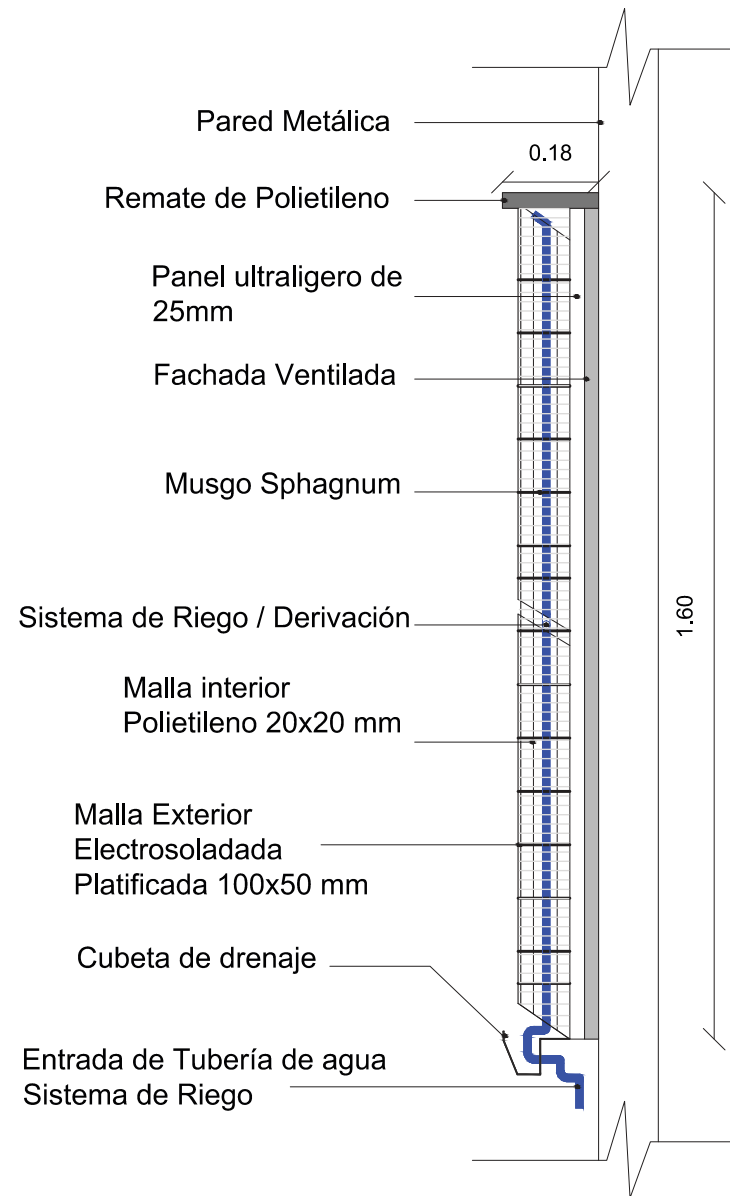 Pared Metálica
0.18
Remate de Polietileno
Panel ultraligero de
25mm
Fachada Ventilada
Musgo Sphagnum
Sistema de Riego / Derivación
1.60
Malla interior
Polietileno 20x20 mm
Malla Exterior
Electrosoladada
Platificada 100x50 mm
Cubeta de drenaje
Entrada de Tubería de agua
Sistema de Riego